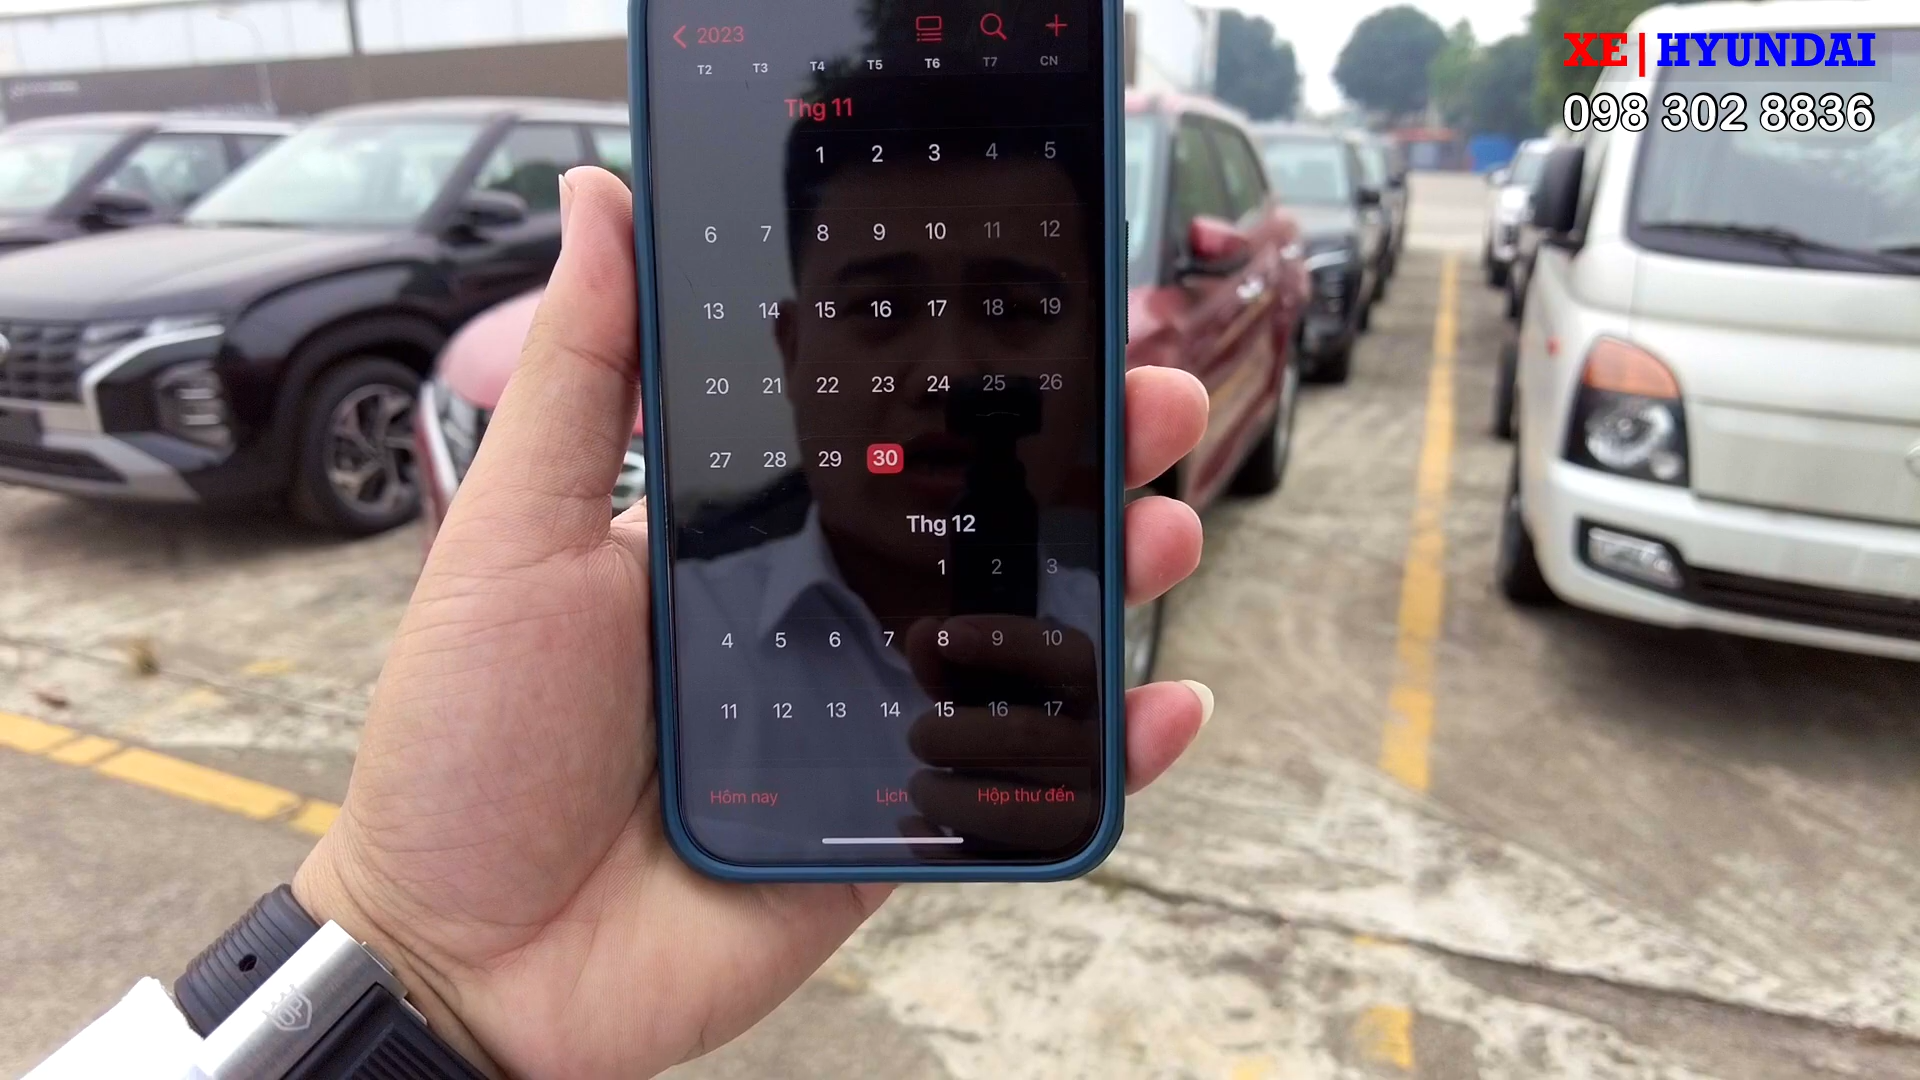 XE | HYUNDAI
098 302 8836
2023
T2 T3 T4 T5 T6 T7 CN
Thg 11
1 2 3 4 5
6 7 8 9 10 11 12
13 14 15 16 17 18 19
20 21 22 23 24 25 26
27 28 29 30
Thg 12
1 2 3
4 5 6 7 8 9 10
11 12 13 14 15 16 17
Hôm nay Lịch Hộp thư đến